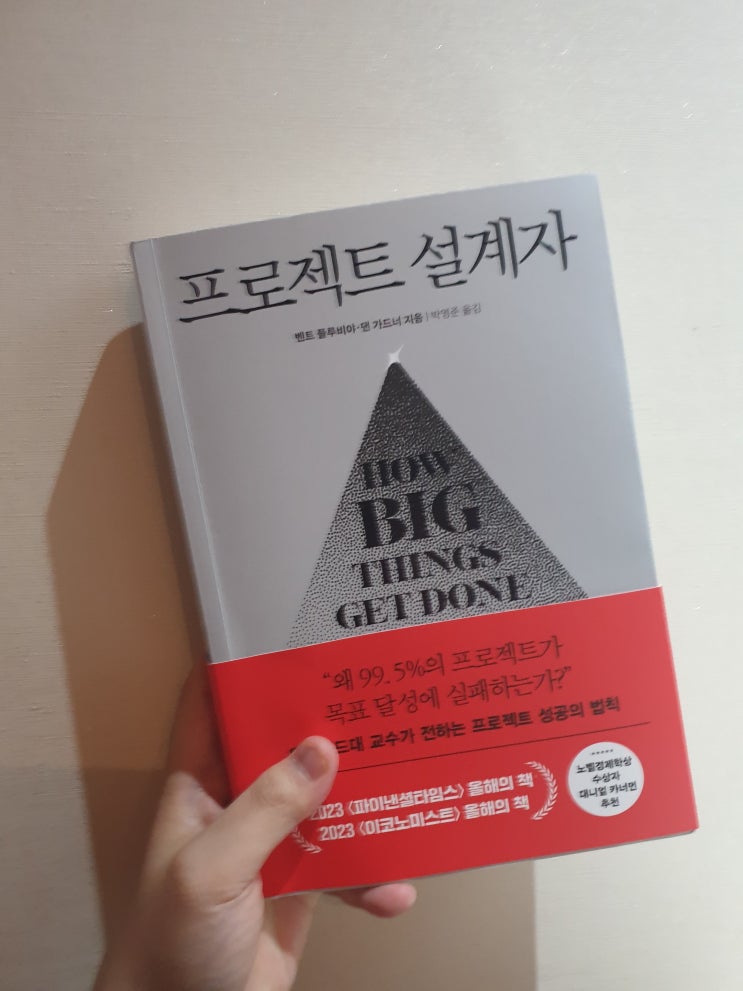 프로젝트 설계자
벤트 플루비아·댄 가드너 지음 | 박영준 옮김
HOW
BIG
THINGS
GET DONE
“왜 99.5%의 프로젝트가
목표 달성에 실패하는가?”
교수가 전하는 프로젝트 성공의 법칙
2023 〈파이낸셜타임스〉 올해의 책
2023 〈이코노미스트〉 올해의 책
노벨경제학상
수상자
대니얼 카너먼
추천